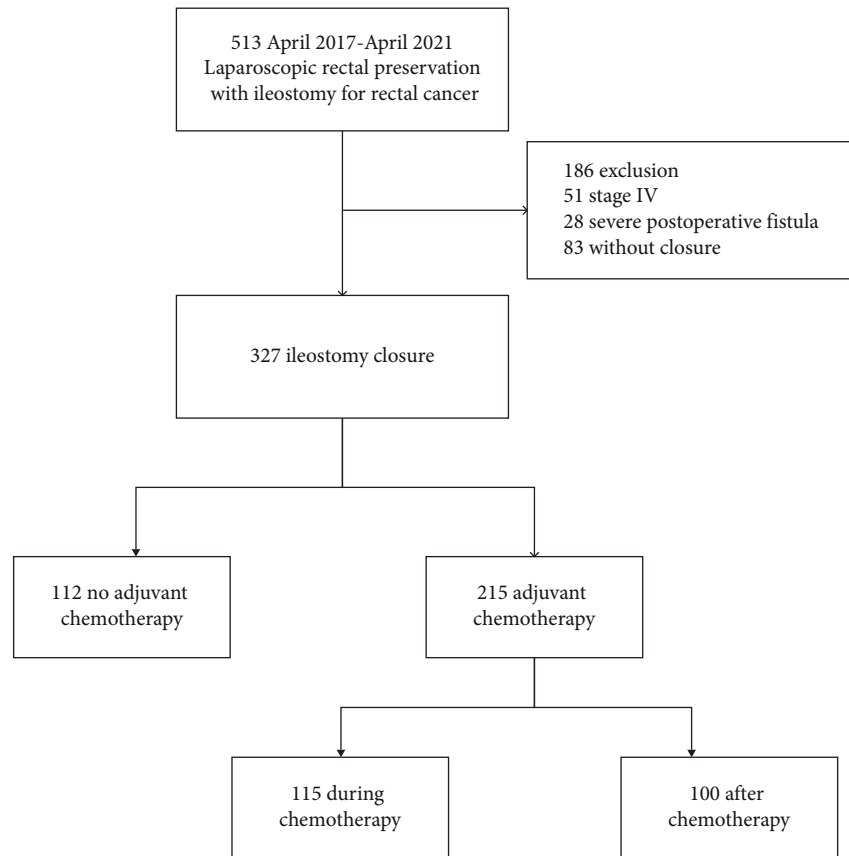 513 April 2017-April 2021
Laparoscopic rectal preservation
with ileostomy for rectal cancer
186 exclusion
51 stage IV
28 severe postoperative fistula
83 without closure
327 ileostomy closure
112 no adjuvant
chemotherapy
215 adjuvant
chemotherapy
115 during
chemotherapy
100 after
chemotherapy